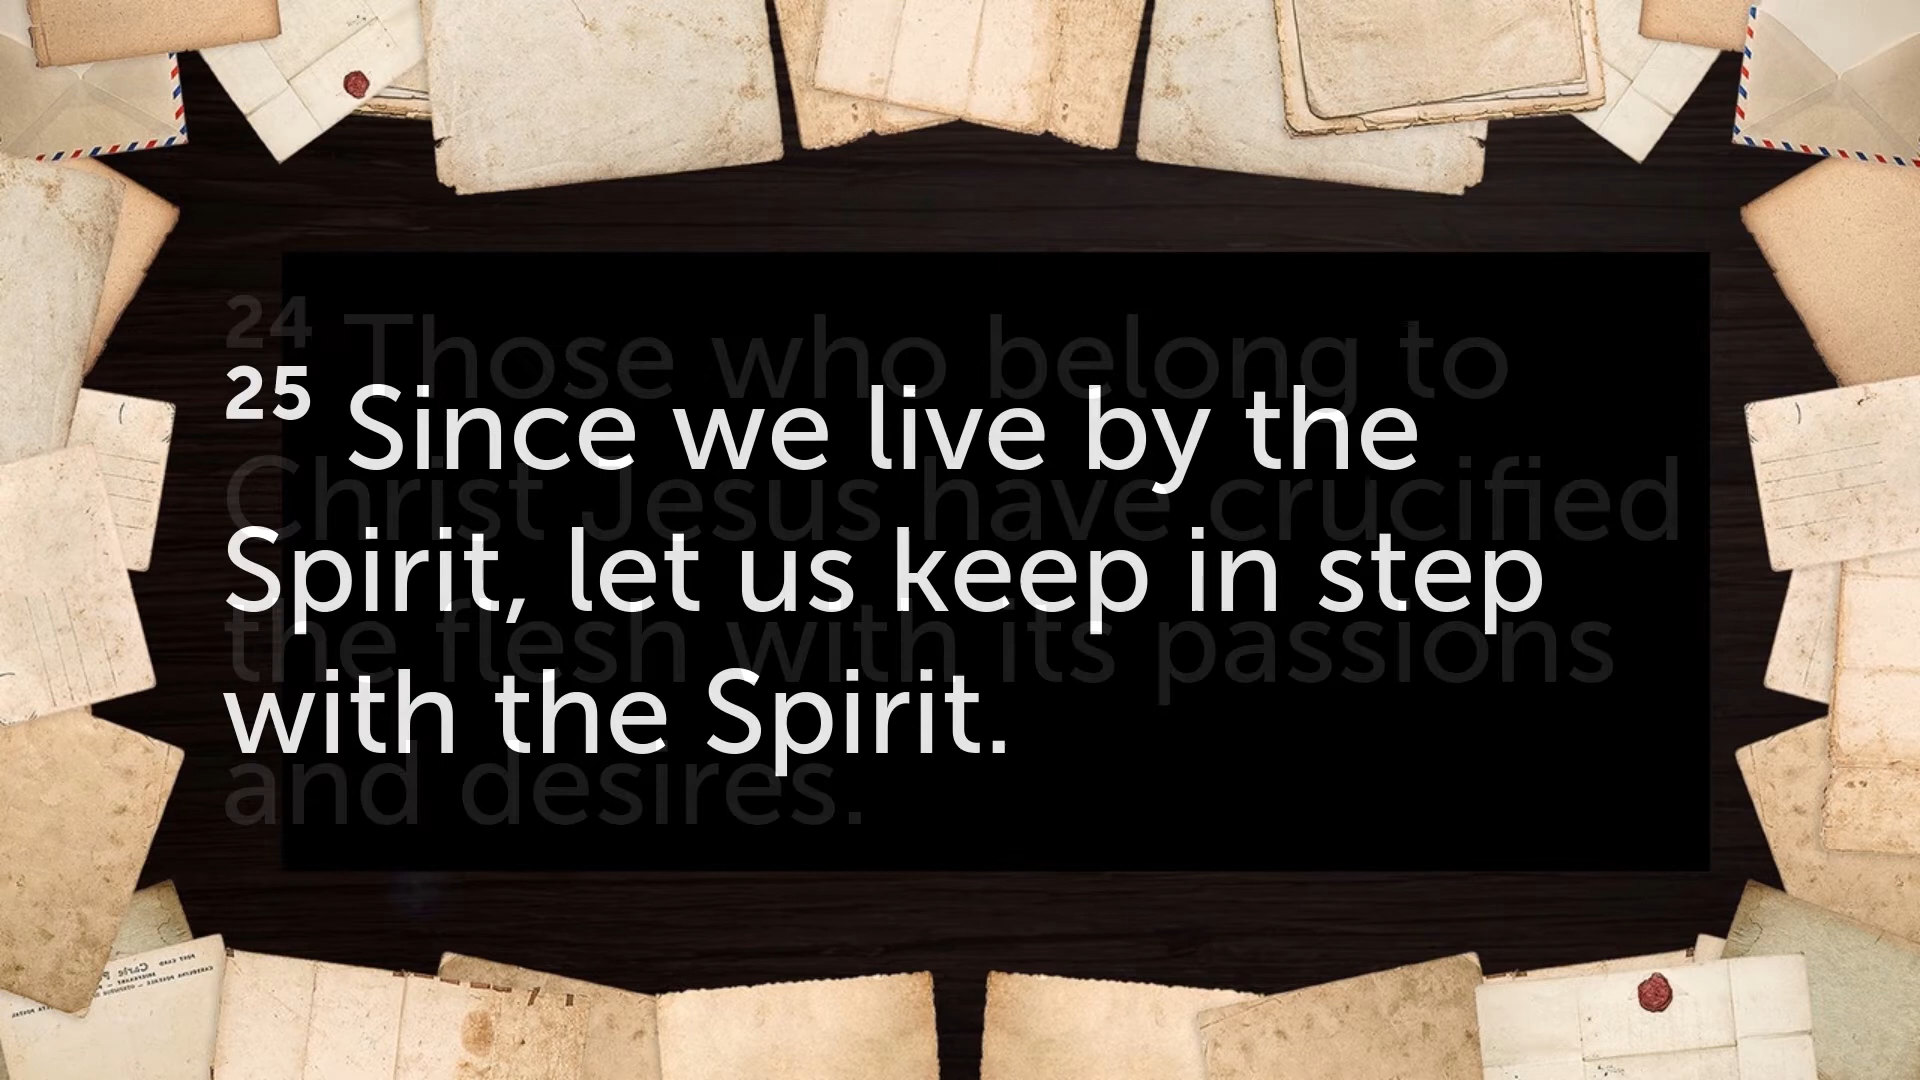 24 Those who belong to
Christ Jesus have crucified
the flesh with its passions
and desires.
25 Since we live by the
Spirit, let us keep in step
with the Spirit.